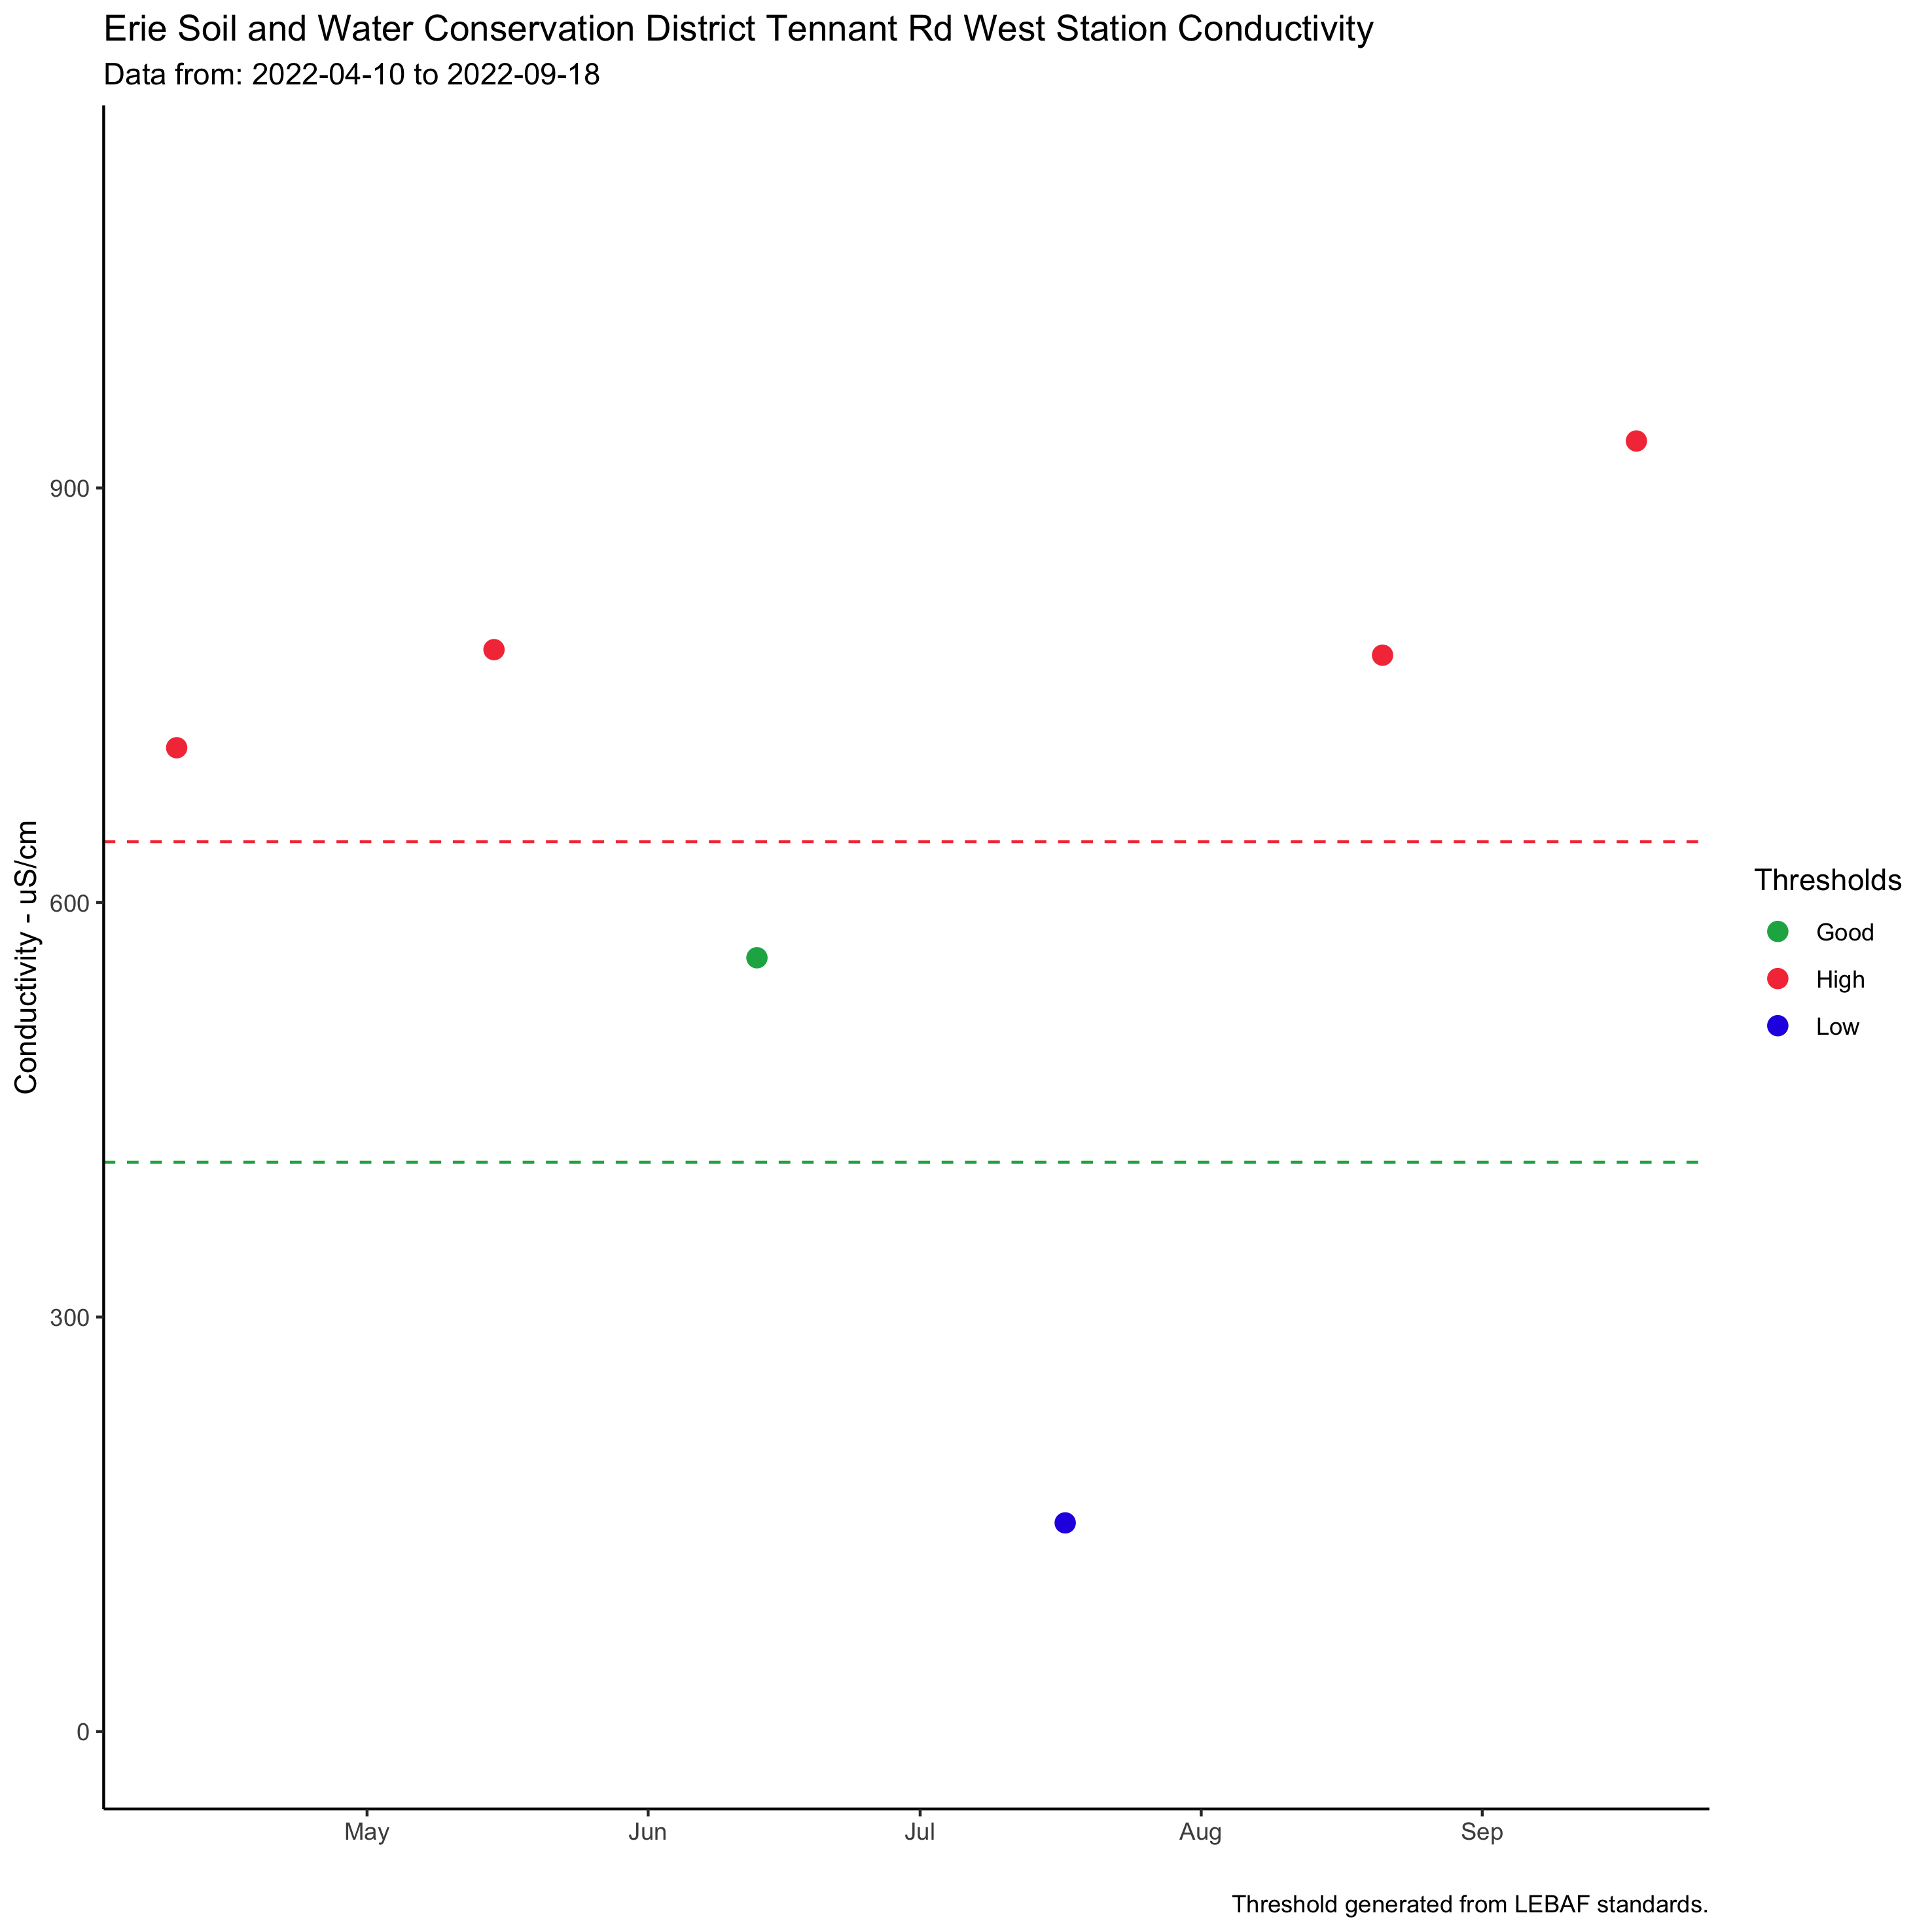 Erie Soil and Water Conservation District Tennant Rd West Station Conductivity
Data from: 2022-04-10 to 2022-09-18
Conductivity - uS/cm
900
600
300
0
May Jun Jul Aug Sep
Thresholds
Good
High
Low
Threshold generated from LEBAF standards.